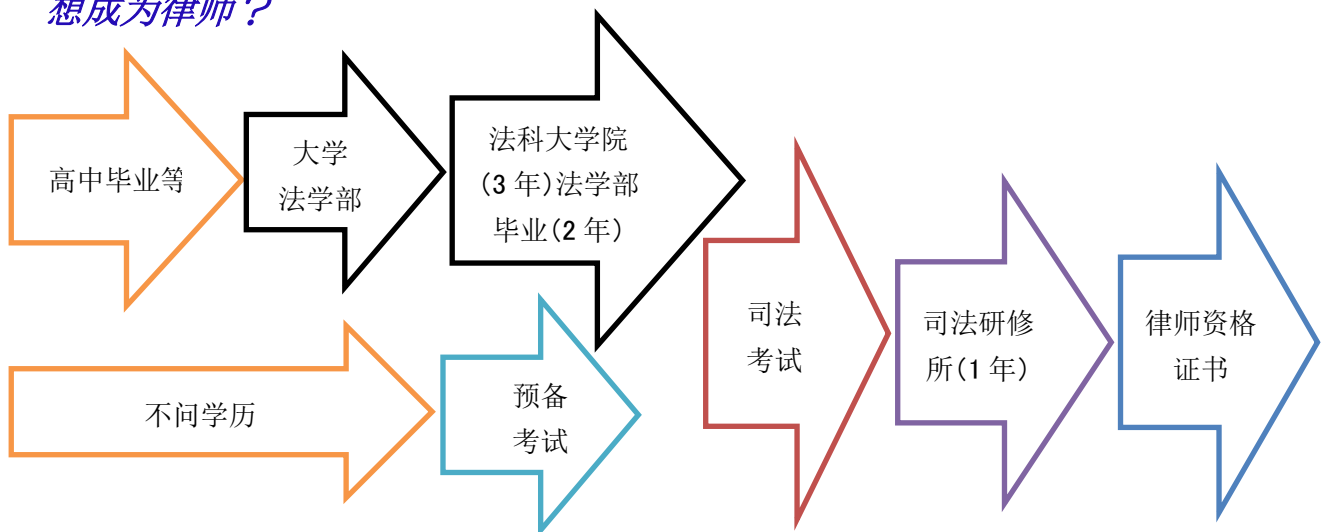 想成为律师？
高中毕业等
大学
法学部
法科大学院
(3 年)法学部
毕业(2 年)
不问学历
预备
考试
司法
考试
司法研修
所(1 年)
律师资格
证书